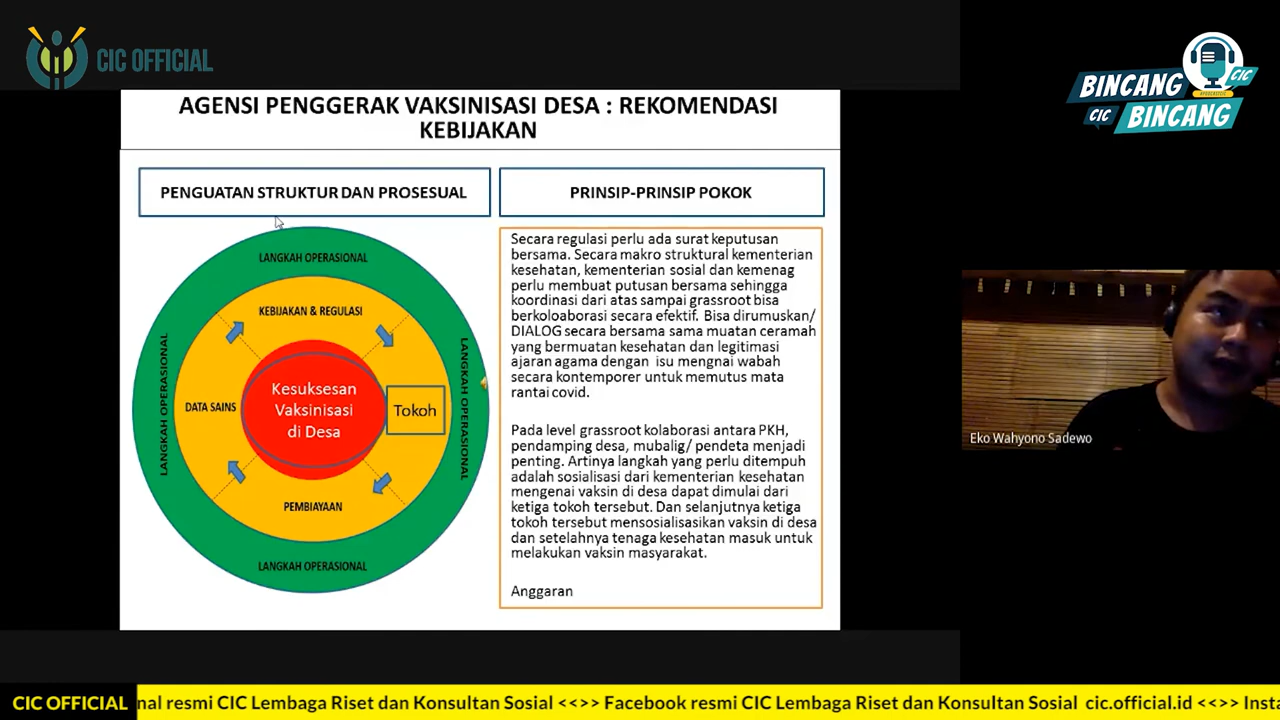 CIC OFFICIAL
BINCANG
CIC
CIC
BINCANG
AGENSI PENGGERAK VAKSINISASI DESA : REKOMENDASI
KEBIJAKAN
PENGUATAN STRUKTUR DAN PROSESUAL
LANGKAH OPERASIONAL
KEBIJAKAN & REGULASI
LANGKAH OPERASIONAL
DATA SAINS
Kesuksesan
Vaksinisasi
di Desa
Tokoh
LANGKAH OPERASIONAL
PEMBIAYAAN
LANGKAH OPERASIONAL
PRINSIP-PRINSIP POKOK
Secara regulasi perlu ada surat keputusan
bersama. Secara makro struktural kementerian
kesehatan, kementerian sosial dan kemenag
perlu membuat putusan bersama sehingga
koordinasi dari atas sampai grassroot bisa
berkoloaborasi secara efektif. Bisa dirumuskan/
DIALOG secara bersama sama muatan ceramah
yang bermuatan kesehatan dan legitimasi
ajaran agama dengan isu mengnai wabah
secara kontemporer untuk memutus mata
rantai covid.
Pada level grassroot kolaborasi antara PKH,
pendamping desa, mubalig/ pendeta menjadi
penting. Artinya langkah yang perlu ditempuh
adalah sosialisasi dari kementerian kesehatan
mengenai vaksin di desa dapat dimulai dari
ketiga tokoh tersebut. Dan selanjutnya ketiga
tokoh tersebut mensosialisasikan vaksin di desa
dan setelahnya tenaga kesehatan masuk untuk
melakukan vaksin masyarakat.
Anggaran
Eko Wahyono Sadewo
CIC OFFICIAL nal resmi CIC Lembaga Riset dan Konsultan Sosial <<>> Facebook resmi CIC Lembaga Riset dan Konsultan Sosial cic.official.id <<>> Insta